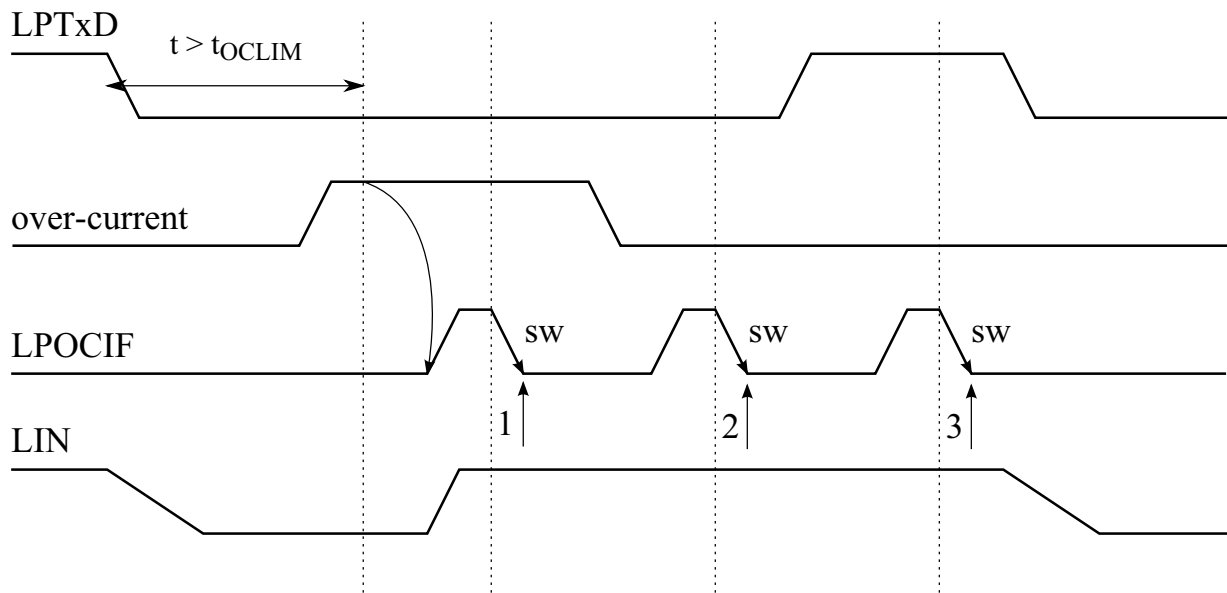 LPTxD
t > tOCLIM
over-current
LPOCIF
sw
sw
sw
1
2
3
LIN